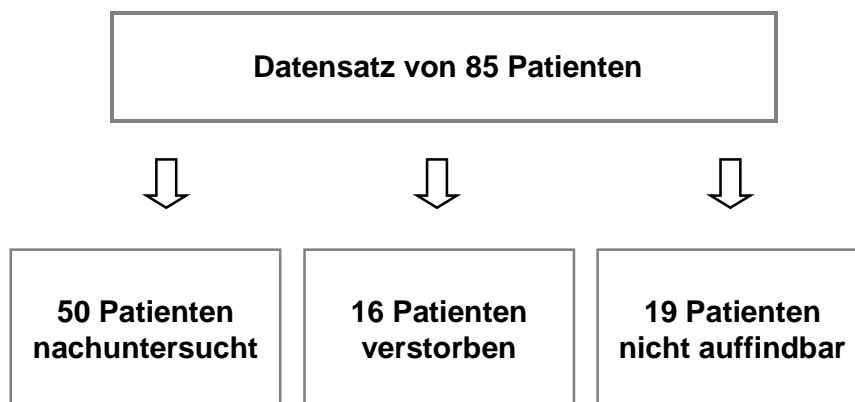 Datensatz von 85 Patienten
50 Patienten
nachuntersucht
16 Patienten
verstorben
19 Patienten
nicht auffindbar